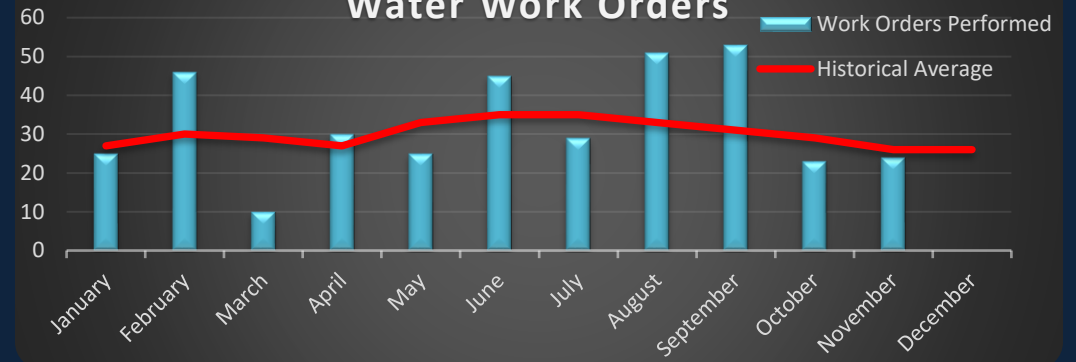 Water Work Orders
Work Orders Performed
Historical Average
60
50
40
30
20
10
0
January
February
March
April
May
June
July
August
September
October
November
December